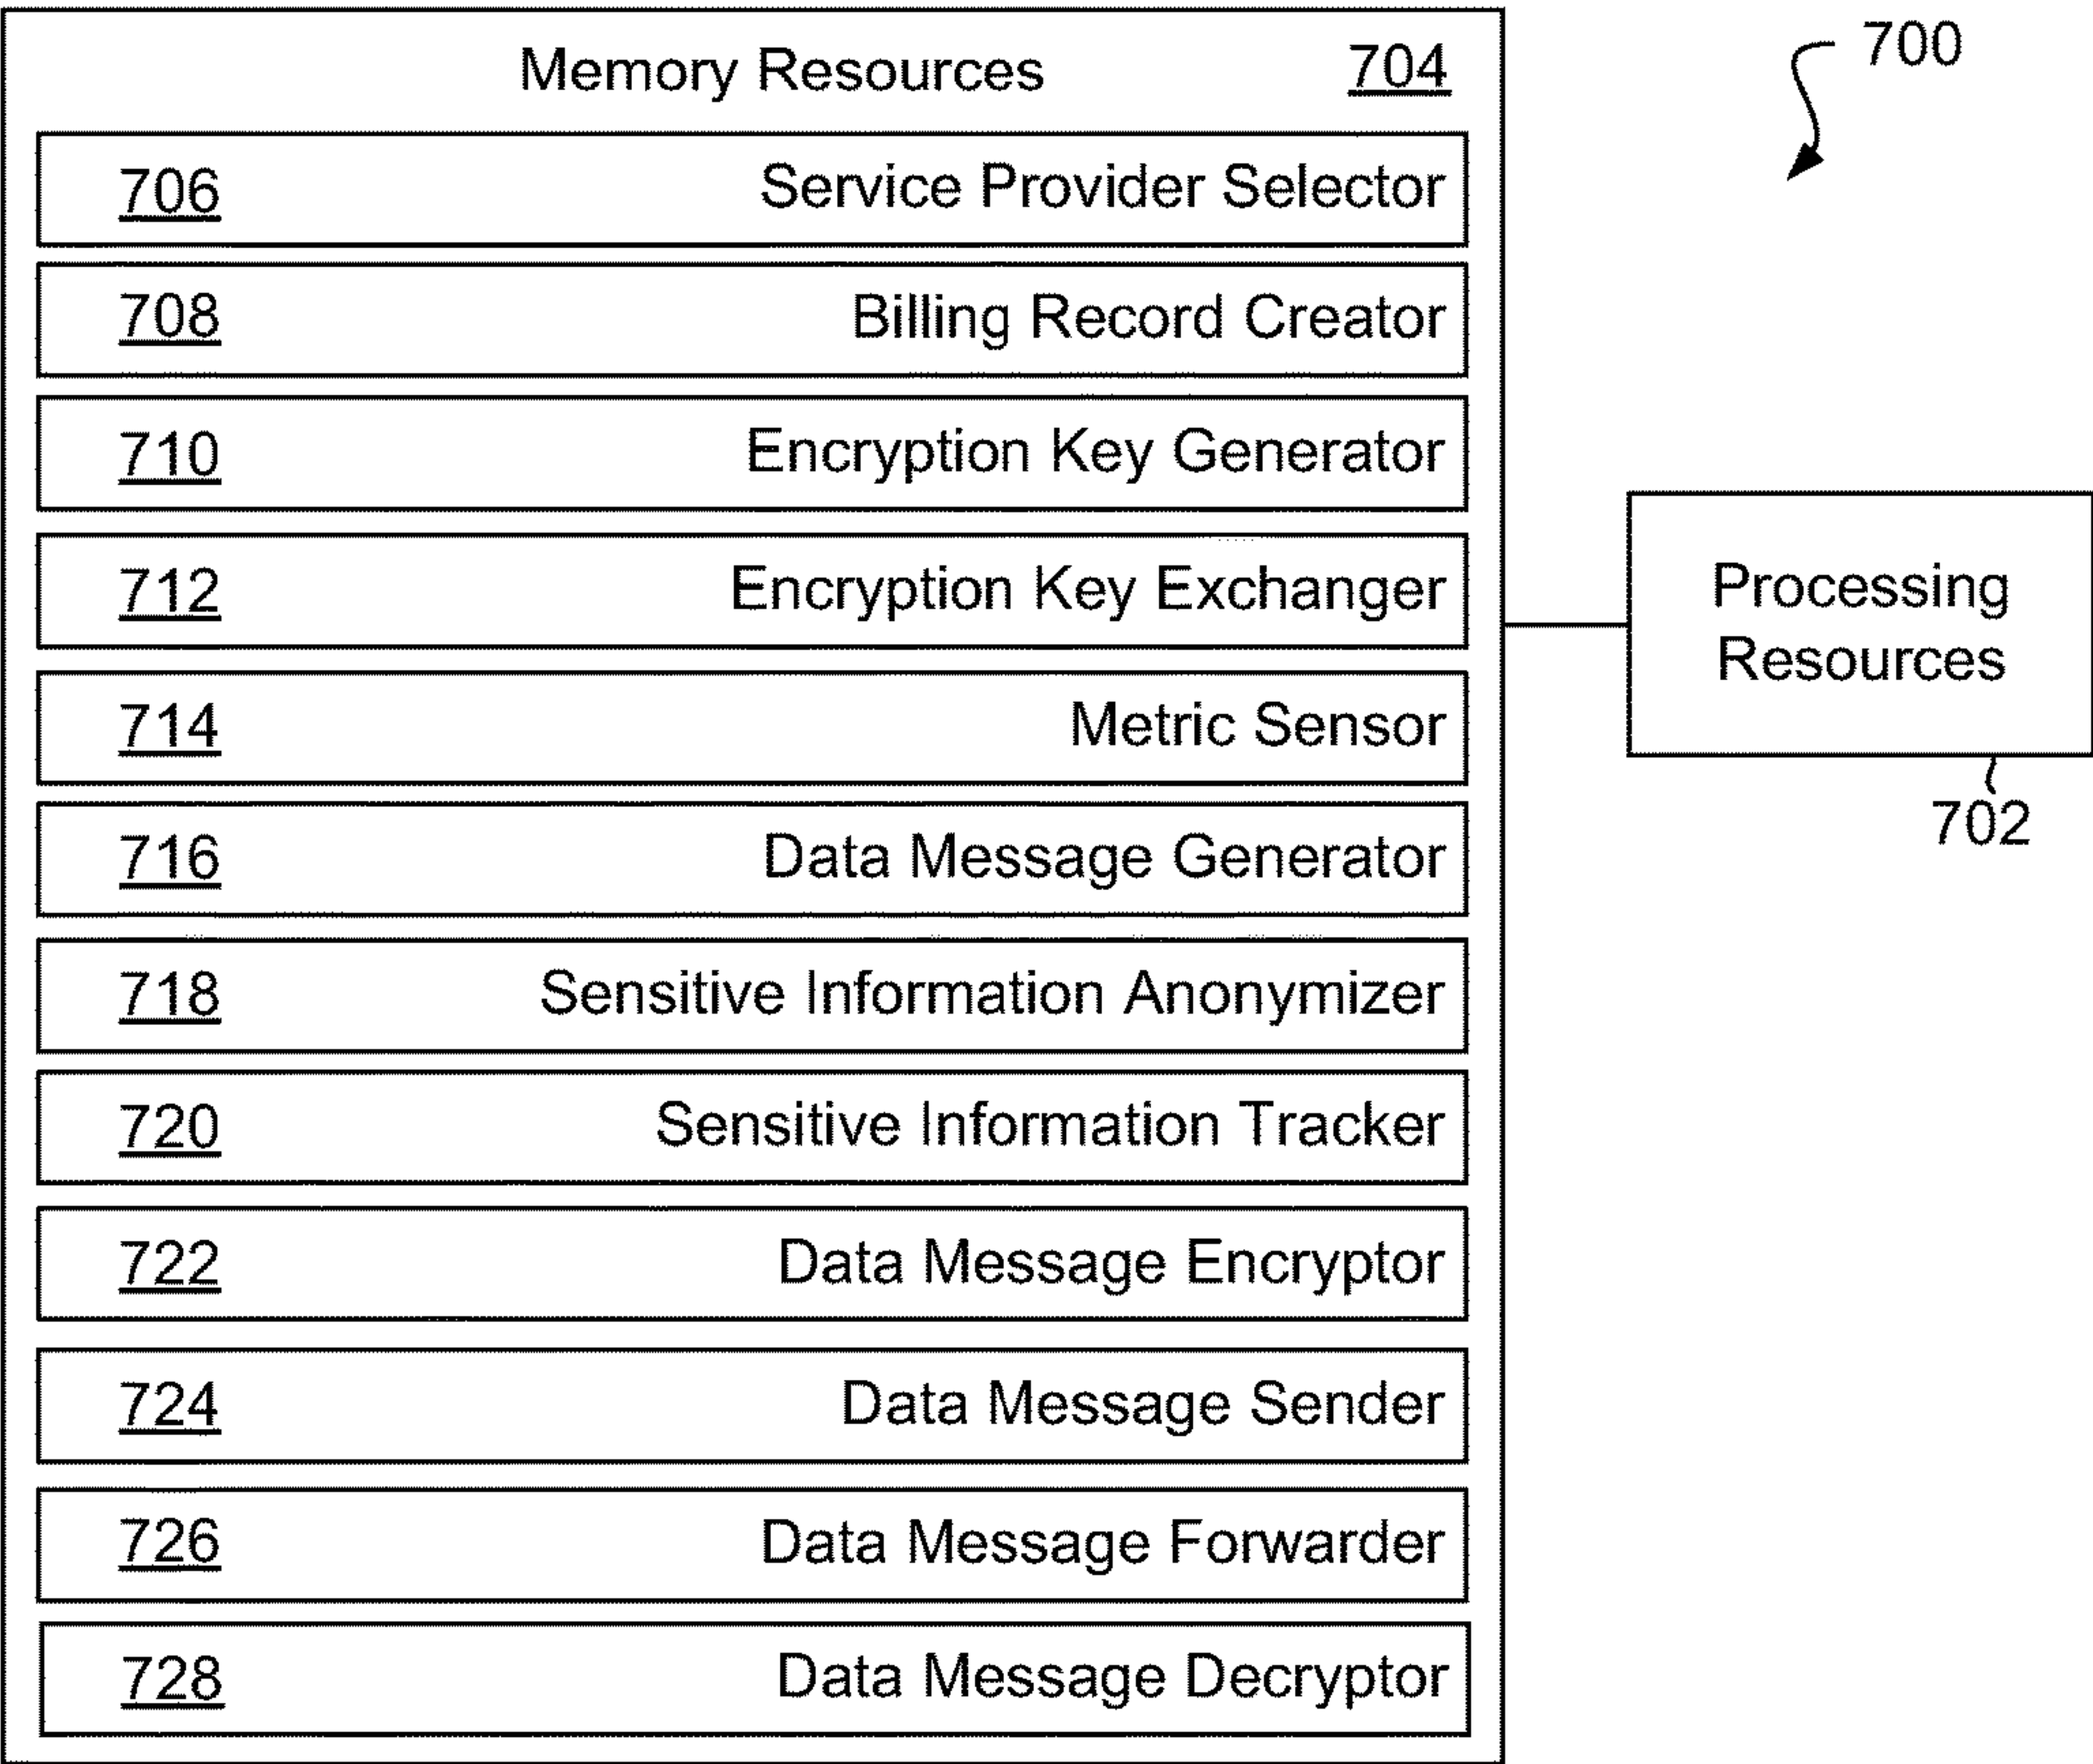 Memory Resources 704
700
706 Service Provider Selector
708 Billing Record Creator
710 Encryption Key Generator
712 Encryption Key Exchanger
714 Metric Sensor
716 Data Message Generator
718 Sensitive Information Anonymizer
720 Sensitive Information Tracker
722 Data Message Encryptor
724 Data Message Sender
726 Data Message Forwarder
728 Data Message Decryptor
Processing
Resources
702